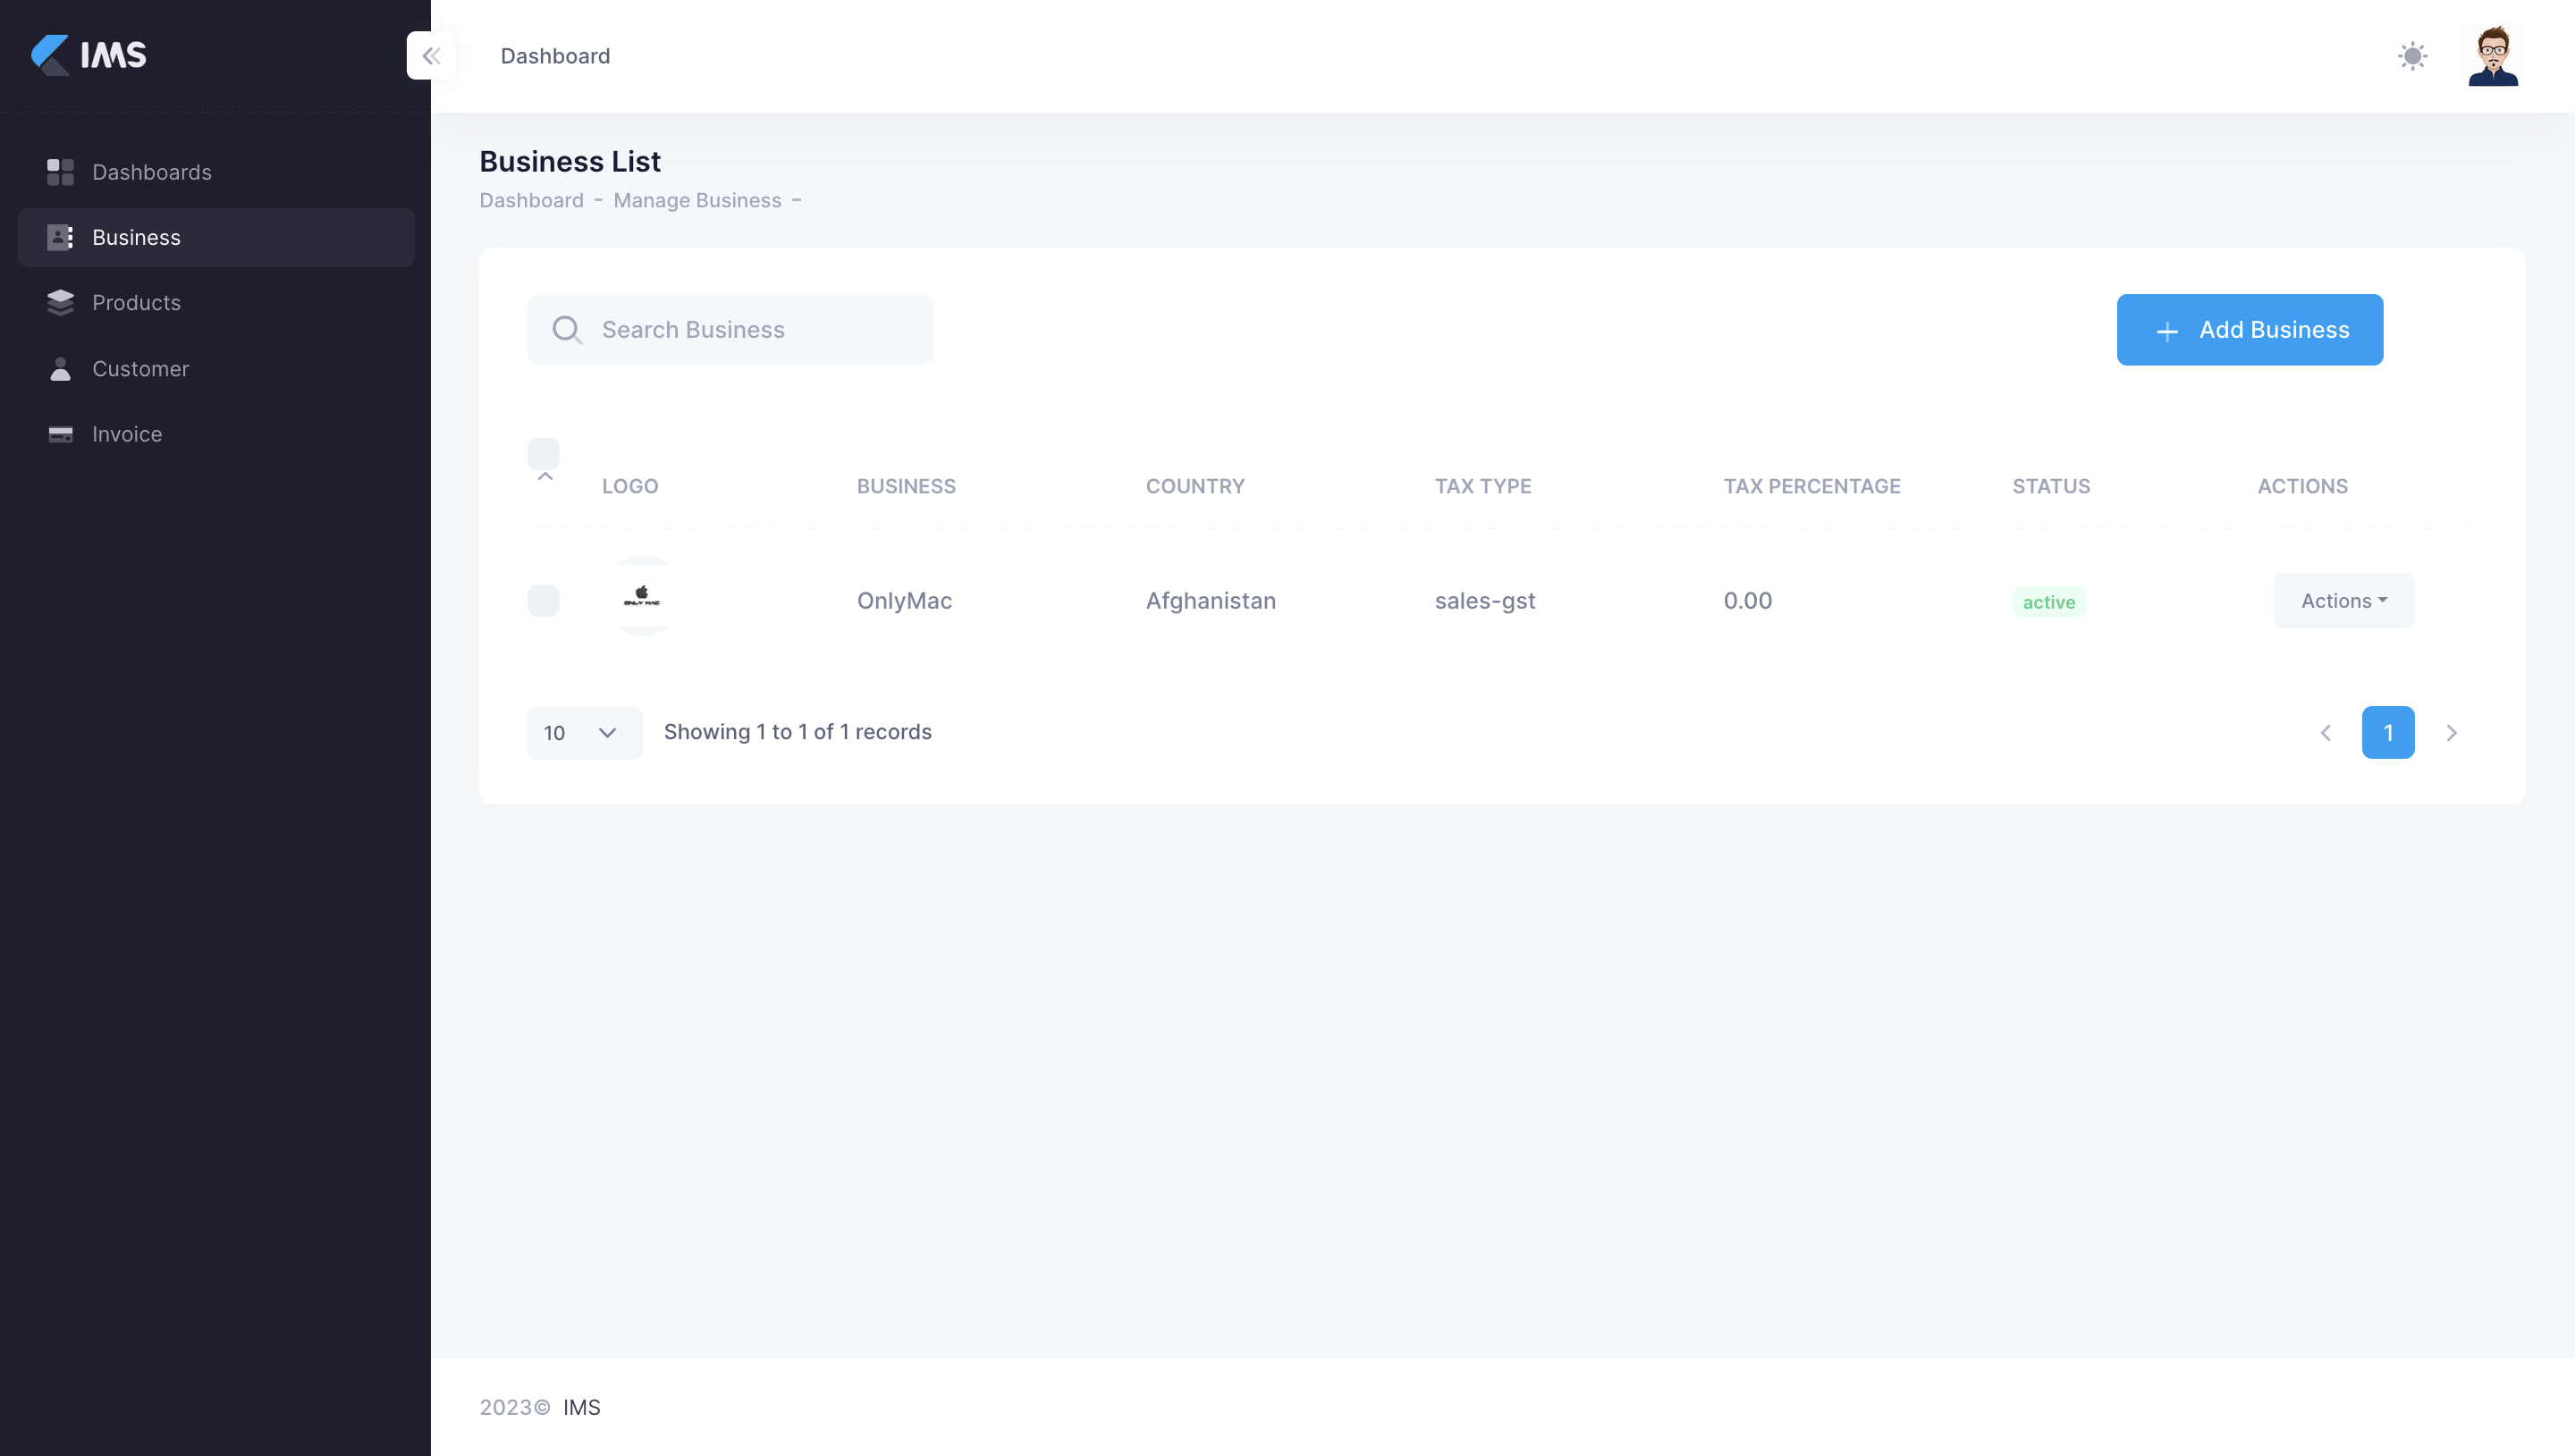 IMS
Dashboard
Dashboards
Business
Products
Customer
Invoice
Business List
Dashboard - Manage Business -
Search Business
Add Business
LOGO BUSINESS COUNTRY TAX TYPE TAX PERCENTAGE STATUS ACTIONS
ONLY MAC OnlyMac Afghanistan sales-gst 0.00 active Actions
10 Showing 1 to 1 of 1 records 1
2023© IMS